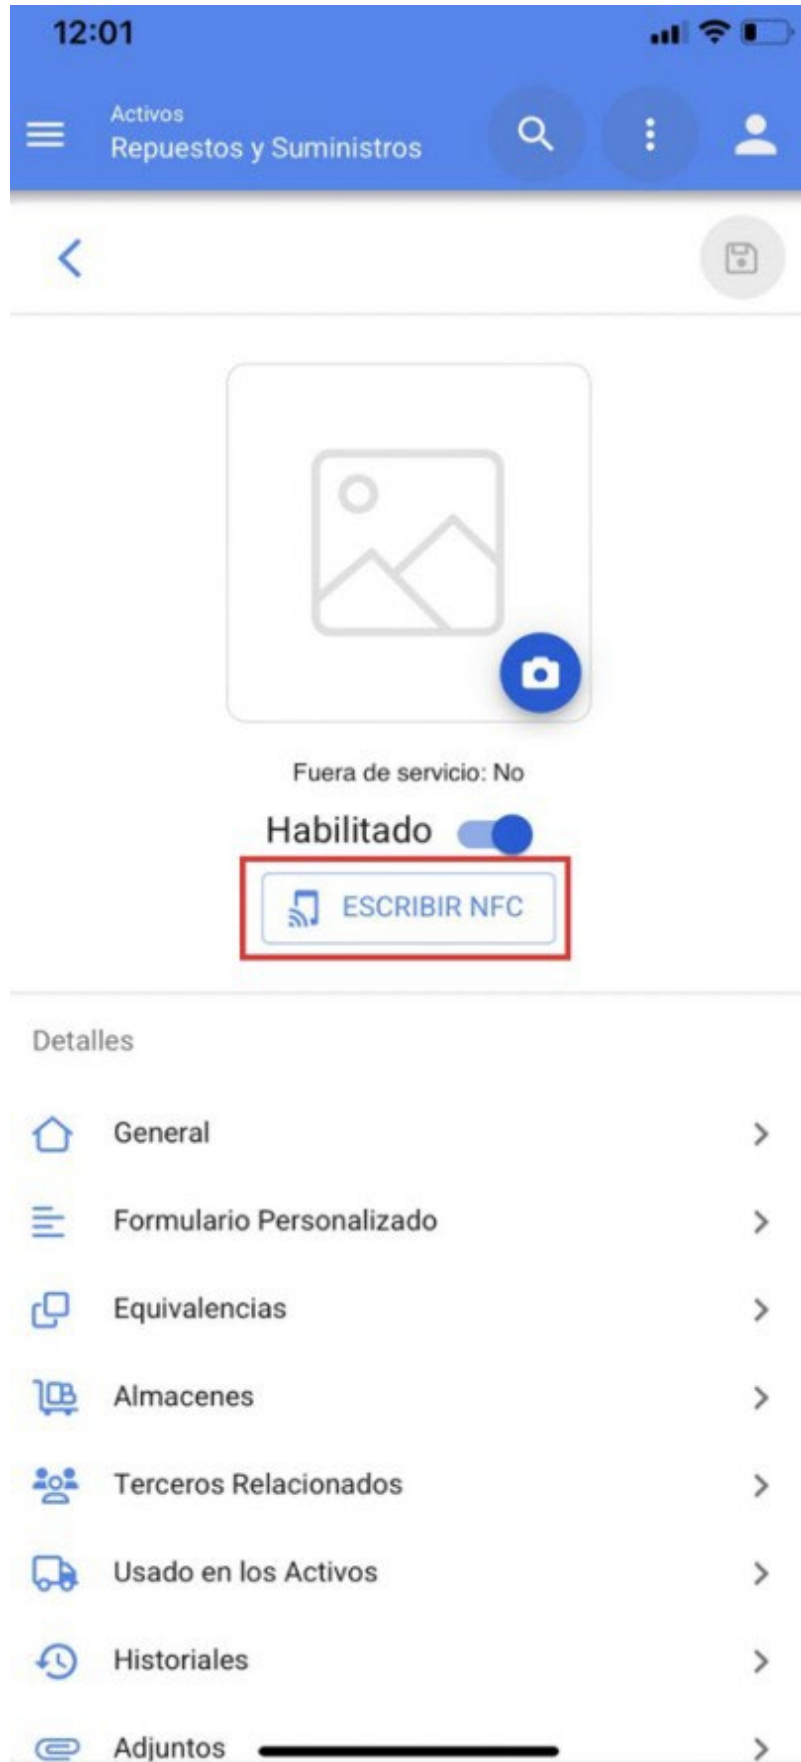 12:01
Activos
Repuestos y Suministros
Fuera de servicio: No
Habilitado
ESCRIBIR NFC
Detalles
General
Formulario Personalizado
Equivalencias
Almacenes
Terceros Relacionados
Usado en los Activos
Historiales
Adjuntos